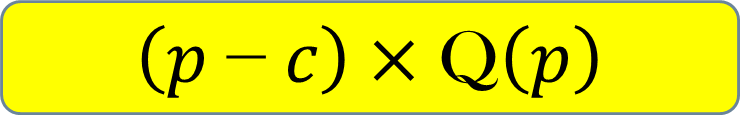 (p − c) × Q(p)